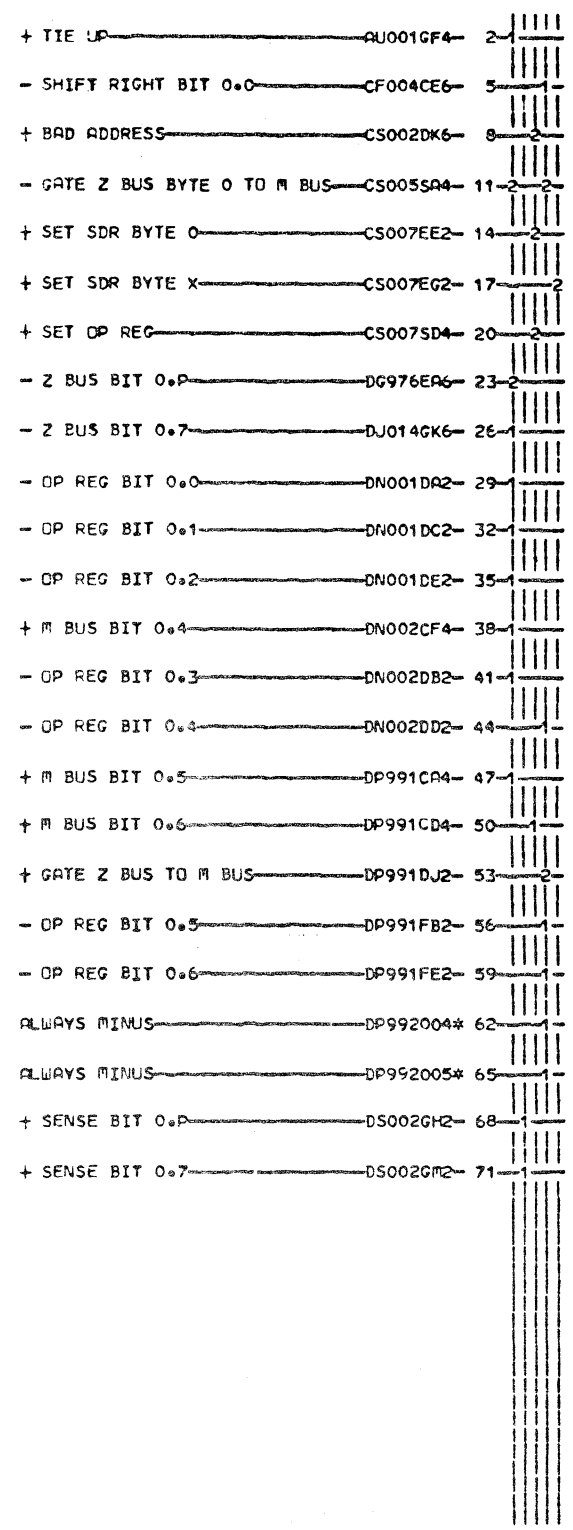 + TIE UP AU001GF4- 2-1
- SHIFT RIGHT BIT 0.0 CF004CE6- 5 1-
+ BAD ADDRESS CS002DK6- 8 2
- GATE Z BUS BYTE 0 TO M BUS CS005SA4- 11-2 2-
+ SET SDR BYTE 0 CS007EE2- 14 2
+ SET SDR BYTE X CS007EG2- 17 2
+ SET OP REG CS007SD4- 20 2
- Z BUS BIT 0.P DG976EA6- 23-2
- Z BUS BIT 0.7 DJ014GK6- 26-1
- OP REG BIT 0.0 DN001DA2- 29-1
- OP REG BIT 0.1 DN001DC2- 32-1
- OP REG BIT 0.2 DN001DE2- 35-1
+ M BUS BIT 0.4 DN002CF4- 38-1
- OP REG BIT 0.3 DN002DB2- 41-1
- OP REG BIT 0.4 DN002DD2- 44 1-
+ M BUS BIT 0.5 DP991CA4- 47-1
+ M BUS BIT 0.6 DP991CD4- 50 1
+ GATE Z BUS TO M BUS DP991DJ2- 53 2-
- OP REG BIT 0.5 DP991FB2- 56 1-
- OP REG BIT 0.6 DP991FE2- 59 1-
ALWAYS MINUS DP992004* 62 1-
ALWAYS MINUS DP992005* 65 1-
+ SENSE BIT 0.P DS002GH2- 68 1
+ SENSE BIT 0.7 DS002GM2- 71 1